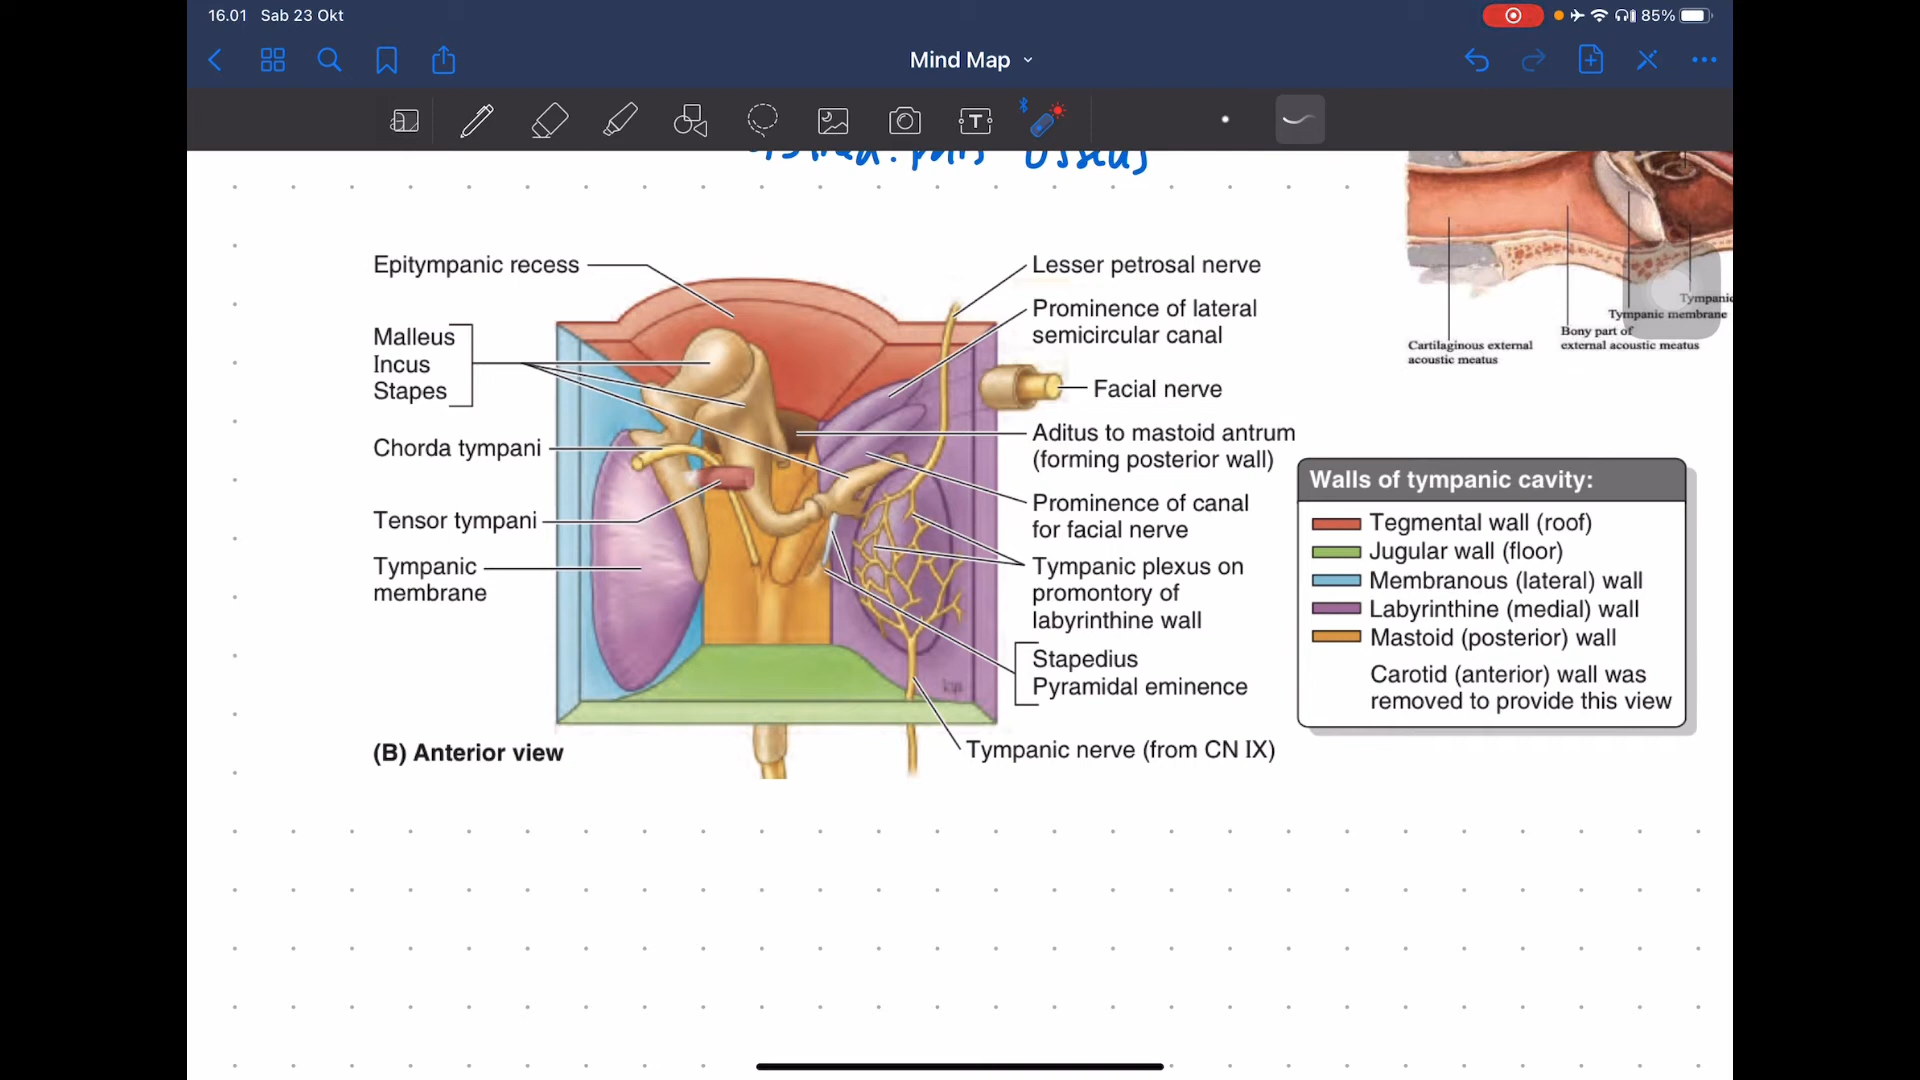 16.01 Sab 23 Okt
85%
Mind Map
T
osseus
Epitympanic recess
Malleus
Incus
Stapes
Chorda tympani
Tensor tympani
Tympanic
membrane
(B) Anterior view
Lesser petrosal nerve
Prominence of lateral
semicircular canal
Facial nerve
Aditus to mastoid antrum
(forming posterior wall)
Prominence of canal
for facial nerve
Tympanic plexus on
promontory of
labyrinthine wall
Stapedius
Pyramidal eminence
Tympanic nerve (from CN IX)
Cartilaginous external
acoustic meatus
Bony part of
external acoustic meatus
Tympanic membrane
Tympanic
Walls of tympanic cavity:
Tegmental wall (roof)
Jugular wall (floor)
Membranous (lateral) wall
Labyrinthine (medial) wall
Mastoid (posterior) wall
Carotid (anterior) wall was
removed to provide this view